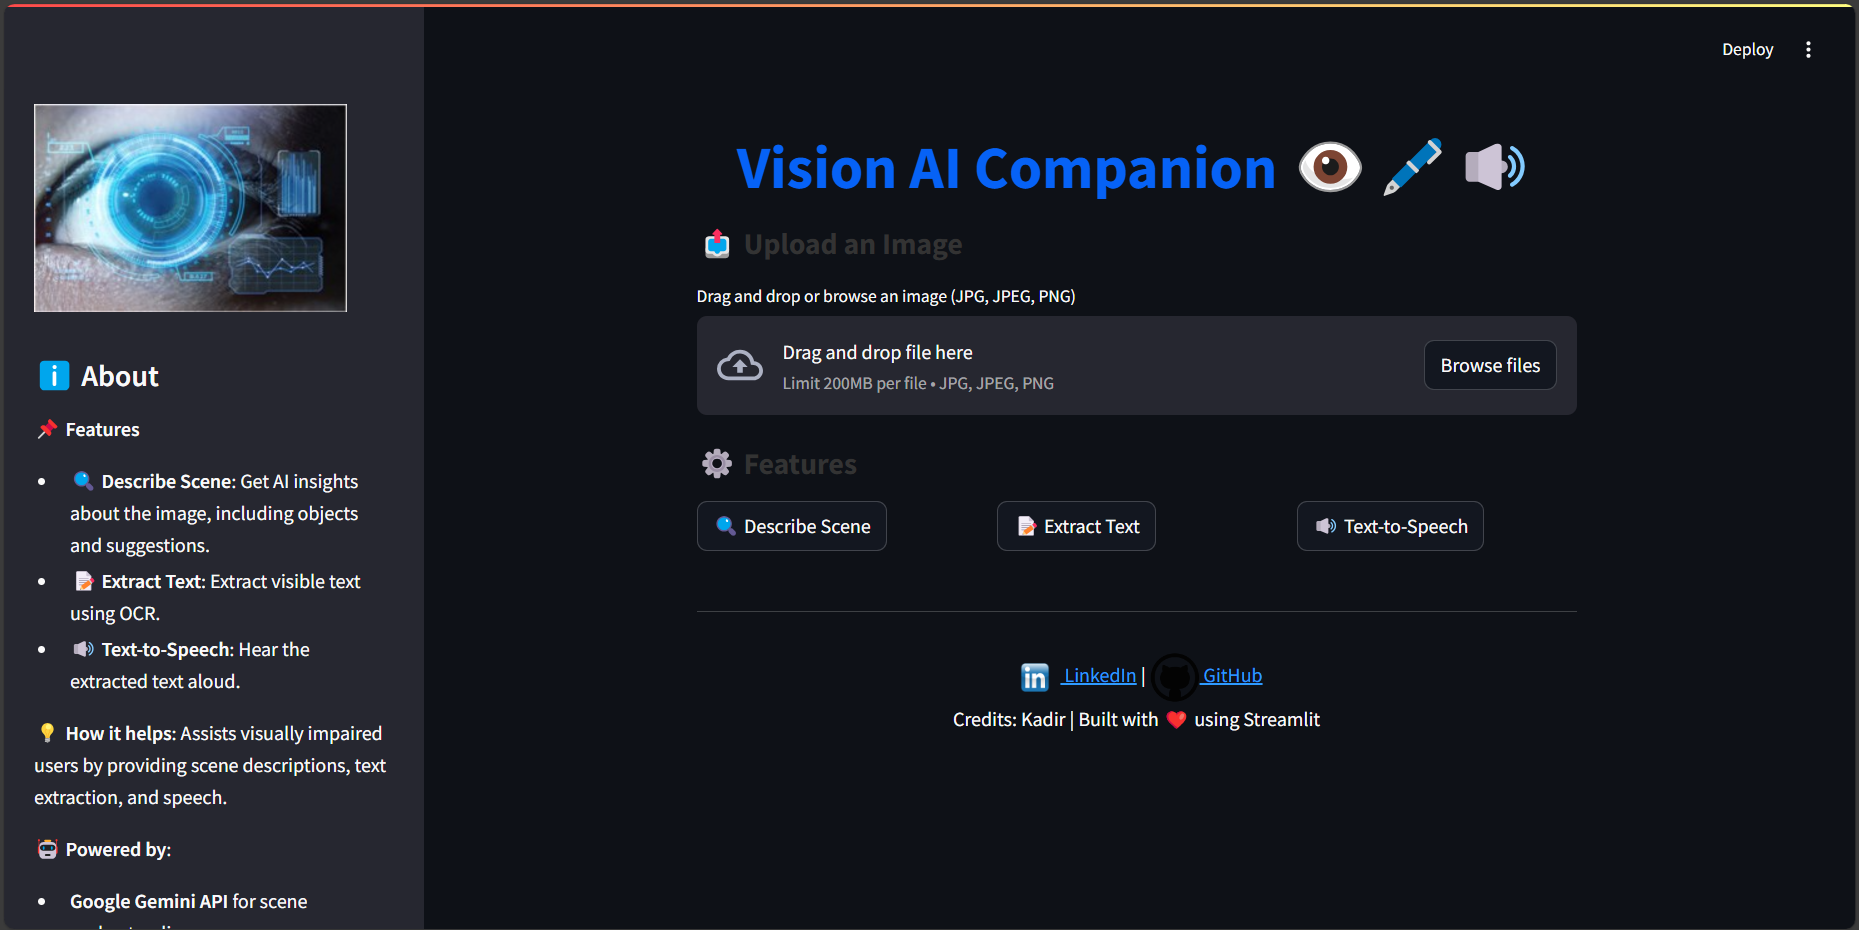 Deploy
Vision AI Companion
Upload an Image
Drag and drop or browse an image (JPG, JPEG, PNG)
Drag and drop file here
Limit 200MB per file • JPG, JPEG, PNG
Browse files
Features
Describe Scene
Extract Text
Text-to-Speech
LinkedIn | GitHub
Credits: Kadir | Built with ❤️ using Streamlit
About
Features
• Describe Scene: Get AI insights
about the image, including objects
and suggestions.
• Extract Text: Extract visible text
using OCR.
• Text-to-Speech: Hear the
extracted text aloud.
How it helps: Assists visually impaired
users by providing scene descriptions, text
extraction, and speech.
Powered by:
• Google Gemini API for scene